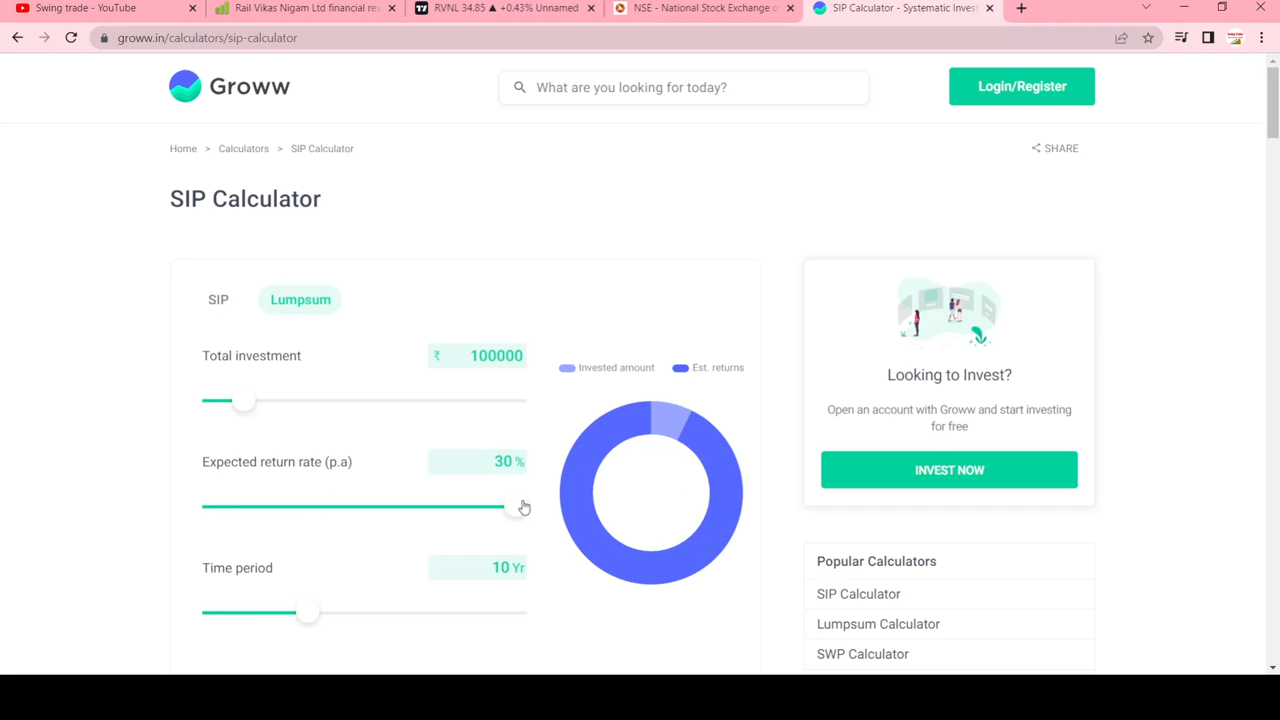 Swing trade - YouTube
Rail Vikas Nigam Ltd financial res
RVNL 34.85 ▲ +0.43% Unnamed
NSE - National Stock Exchange o
SIP Calculator - Systematic Invest
groww.in/calculators/sip-calculator
Groww
What are you looking for today?
Login/Register
Home > Calculators > SIP Calculator
SHARE
SIP Calculator
SIP
Lumpsum
Total investment
₹ 100000
Invested amount
Est. returns
Expected return rate (p.a)
30 %
Time period
10 Yr
Looking to Invest?
Open an account with Groww and start investing
for free
INVEST NOW
Popular Calculators
SIP Calculator
Lumpsum Calculator
SWP Calculator